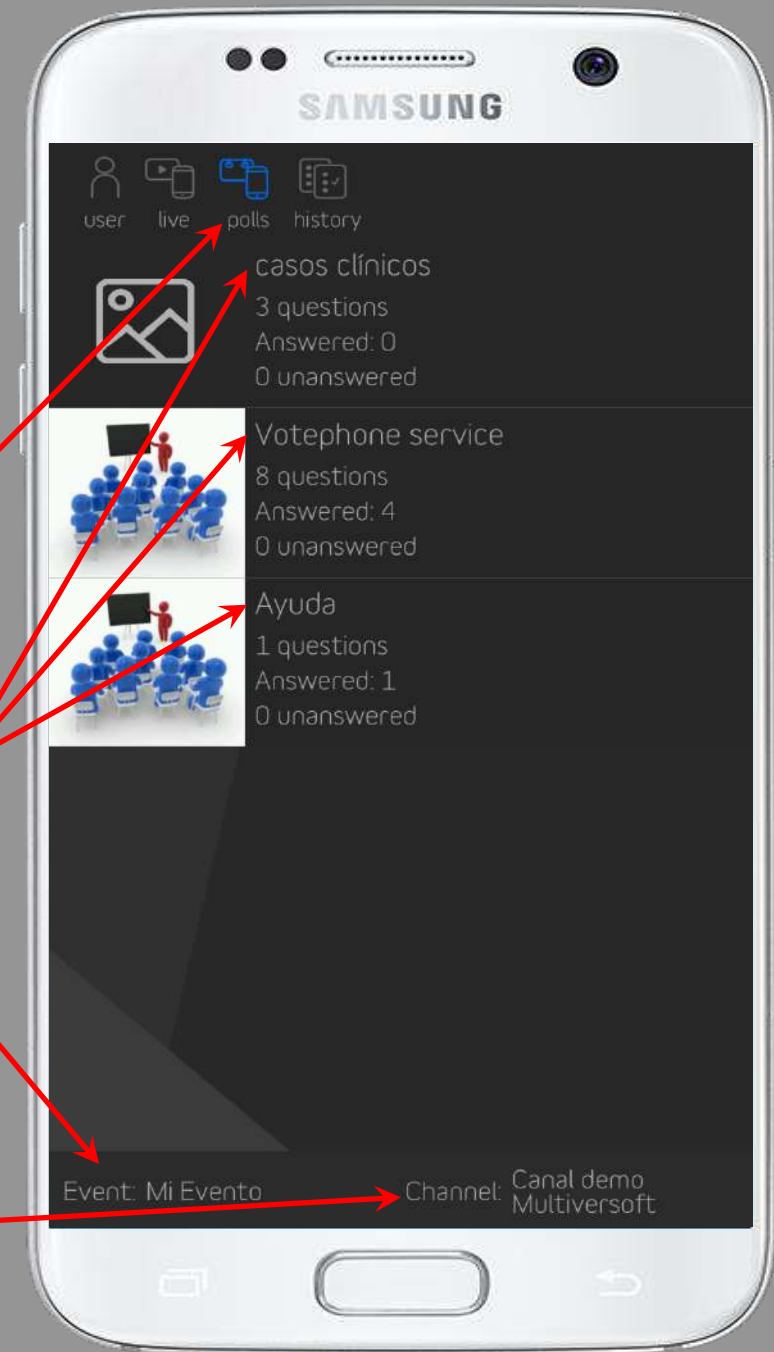 SAMSUNG
user live polls history
casos clínicos
3 questions
Answered: 0
0 unanswered
Votephone service
8 questions
Answered: 4
0 unanswered
Ayuda
1 questions
Answered: 1
0 unanswered
Event: Mi Evento
Channel: Canal demo
Multiversoft